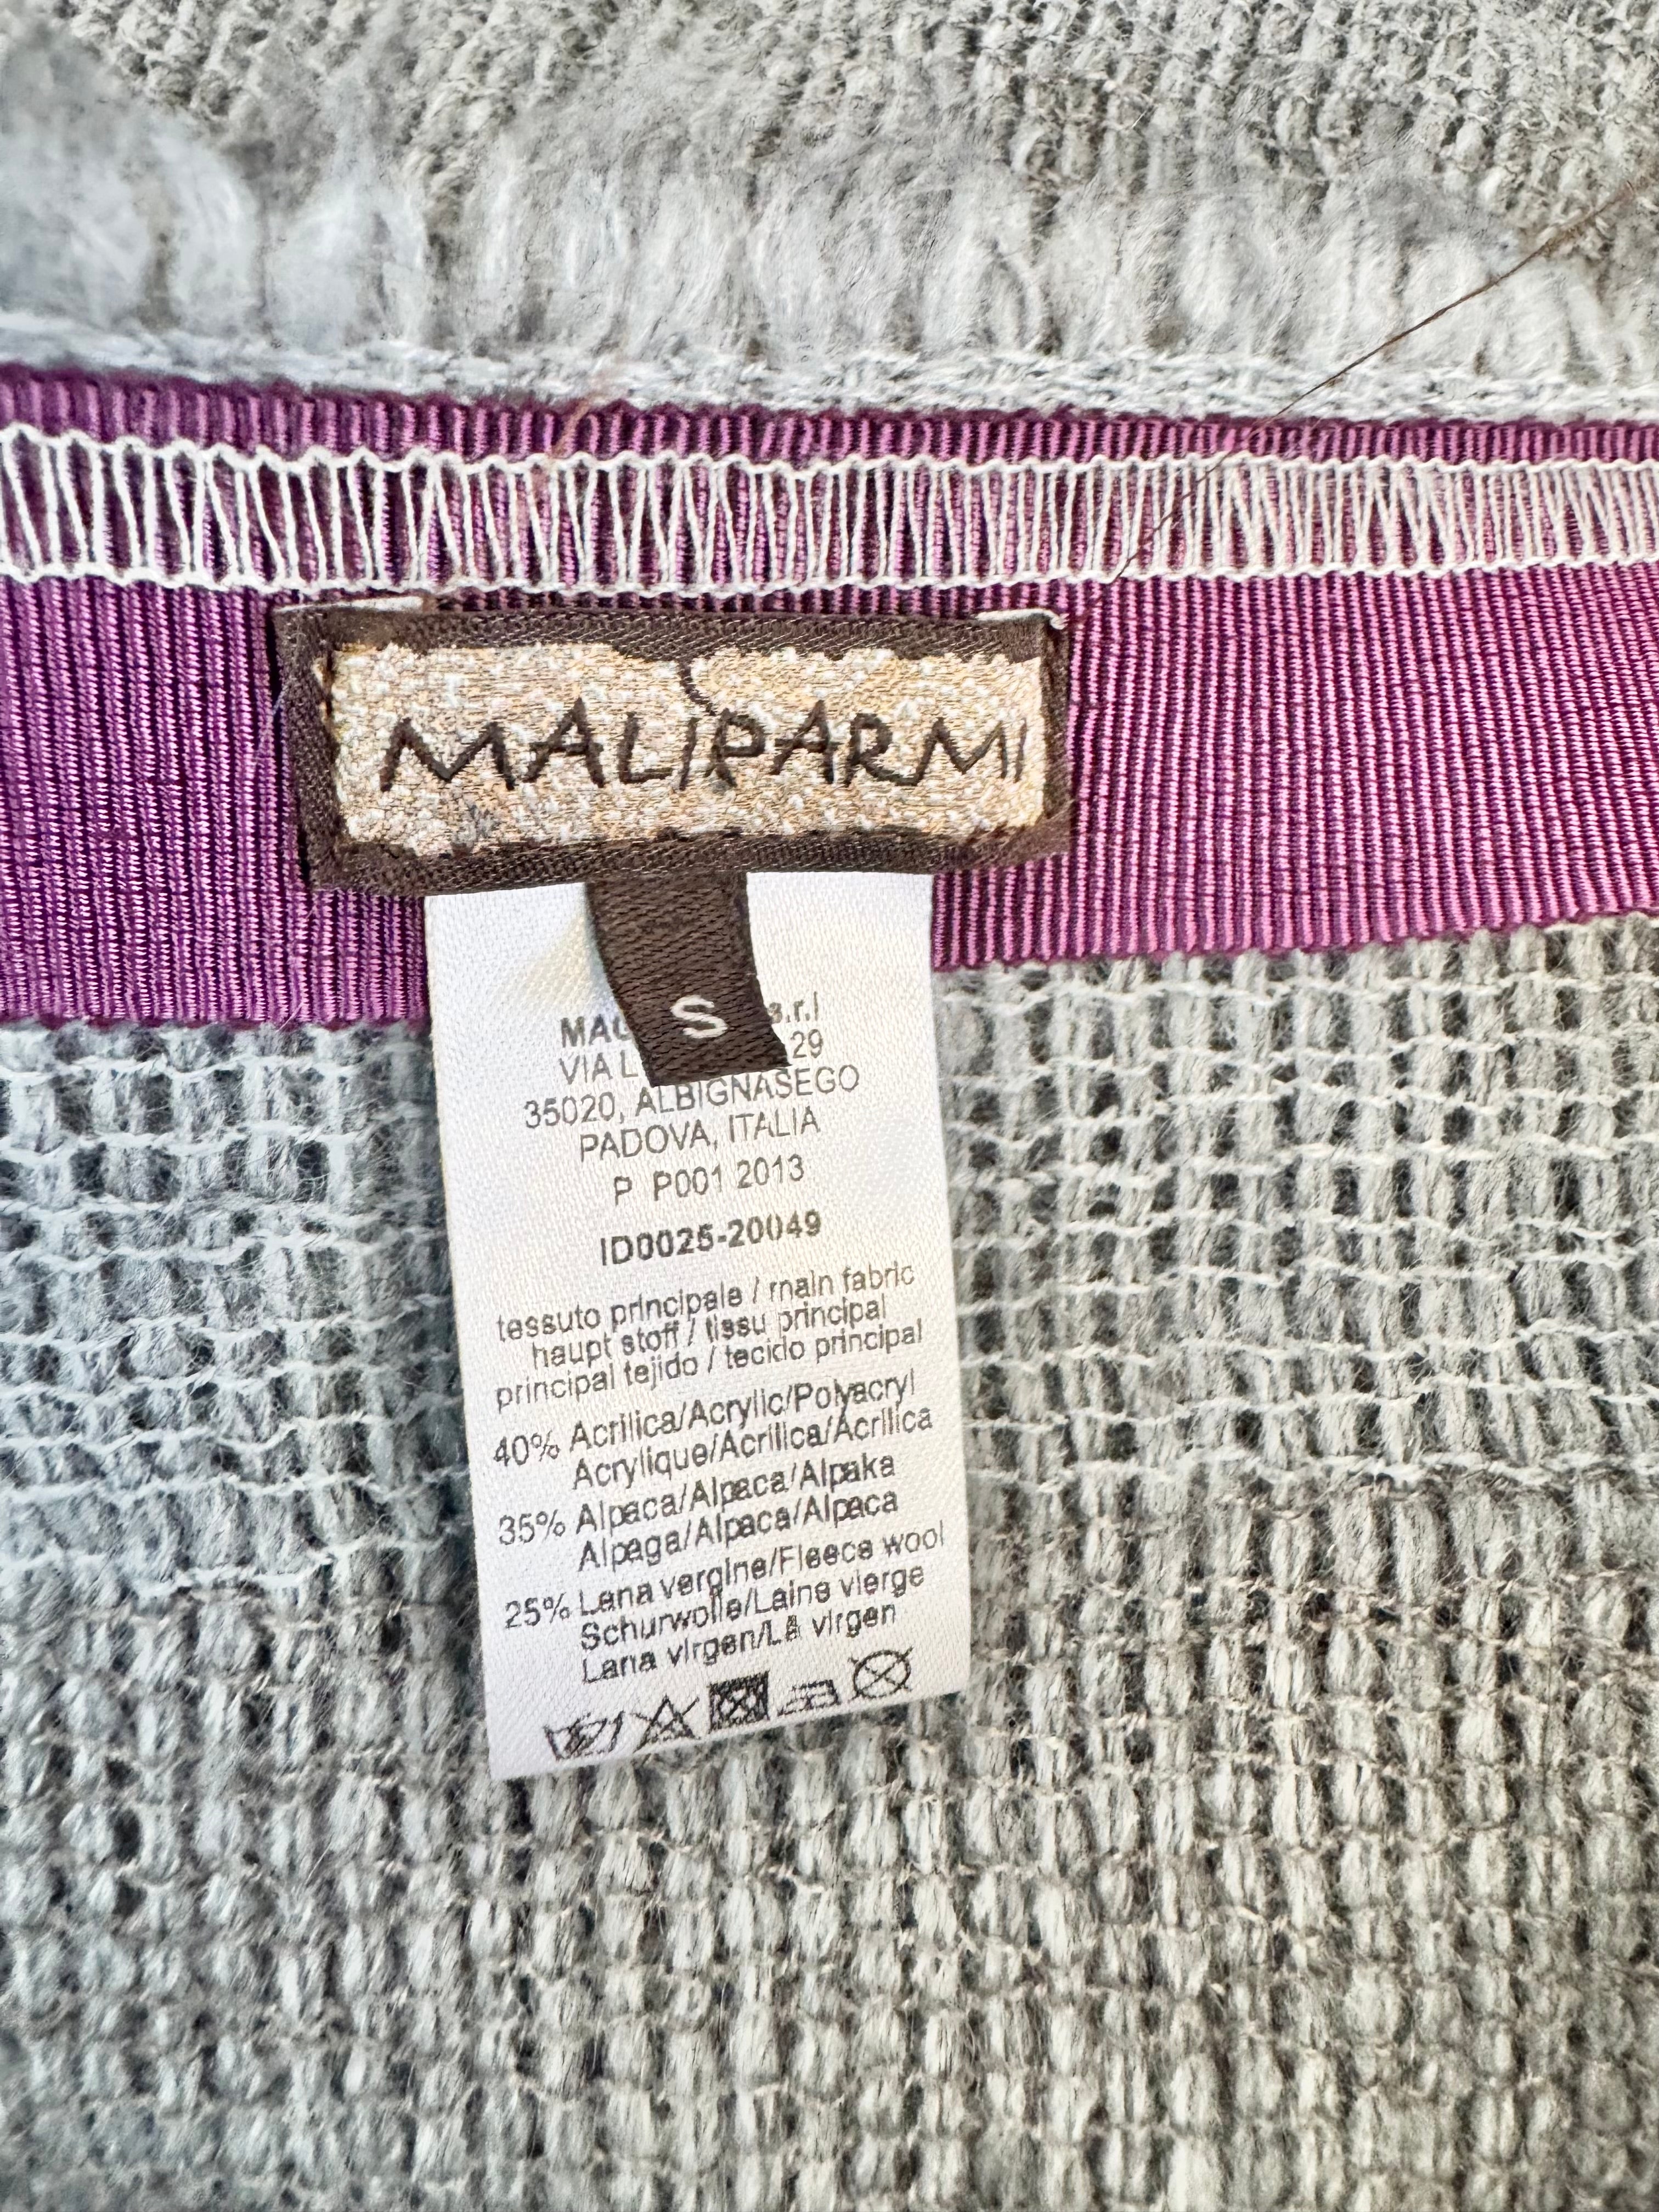 MALIPARMI
S
s.r.l
VIA L 29
35020, ALBIGNASEGO
PADOVA, ITALIA
P P001 2013
ID0025-20049
tessuto principale / main fabric
haupt stoff / tissu principal
principal tejido / tecido principal
40% Acrilica/Acrylic/Polyacryl
Acrylique/Acrilica/Acrilica
35% Alpaca/Alpaca/Alpaka
Alpaga/Alpaca/Alpaca
25% Lana vergine/Fleece wool
Schurwolle/Laine vierge
Lana virgen/Lã virgen